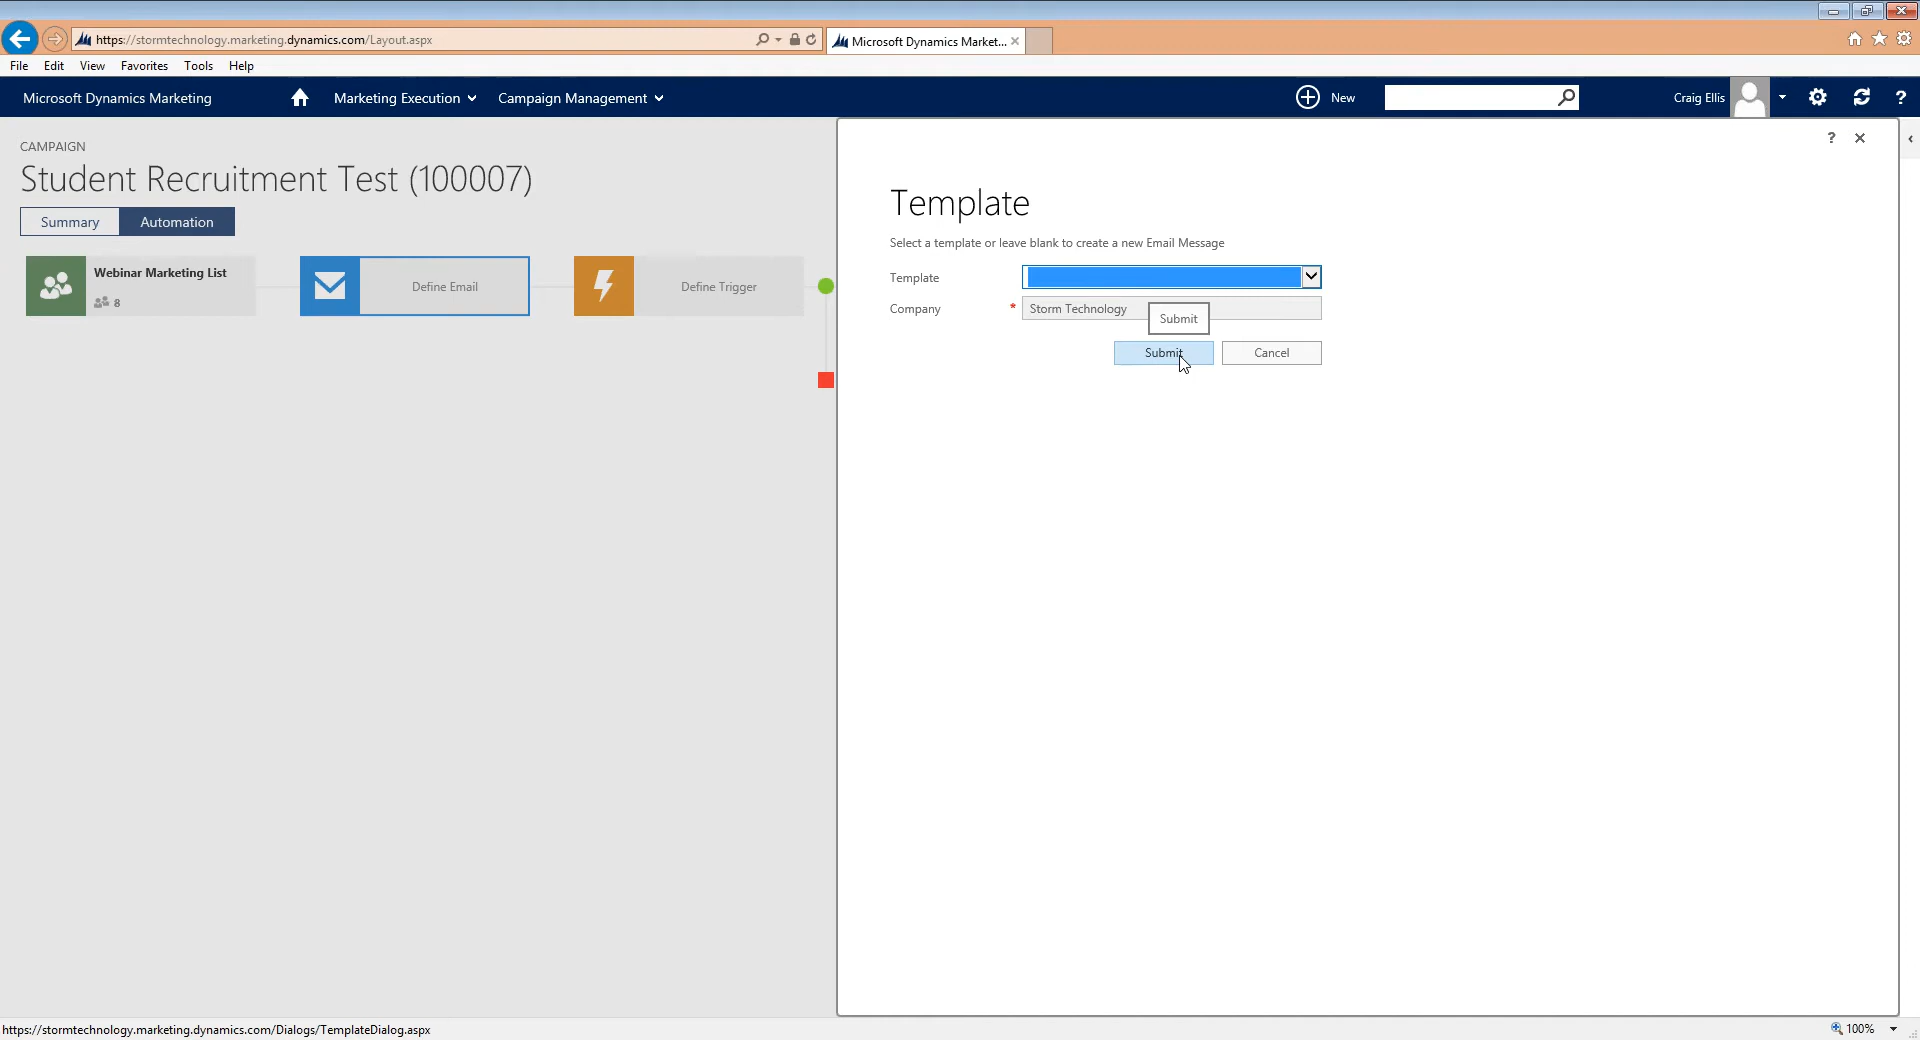 https://stormtechnology.marketing.dynamics.com/Layout.aspx
Microsoft Dynamics Market...
File Edit View Favorites Tools Help
Microsoft Dynamics Marketing Marketing Execution Campaign Management New Craig Ellis ?
CAMPAIGN
Student Recruitment Test (100007)
Summary Automation
Webinar Marketing List
8
Define Email
Define Trigger
?
Template
Select a template or leave blank to create a new Email Message
Template
Company * Storm Technology
Submit
Submit Cancel
https://stormtechnology.marketing.dynamics.com/Dialogs/TemplateDialog.aspx
100%